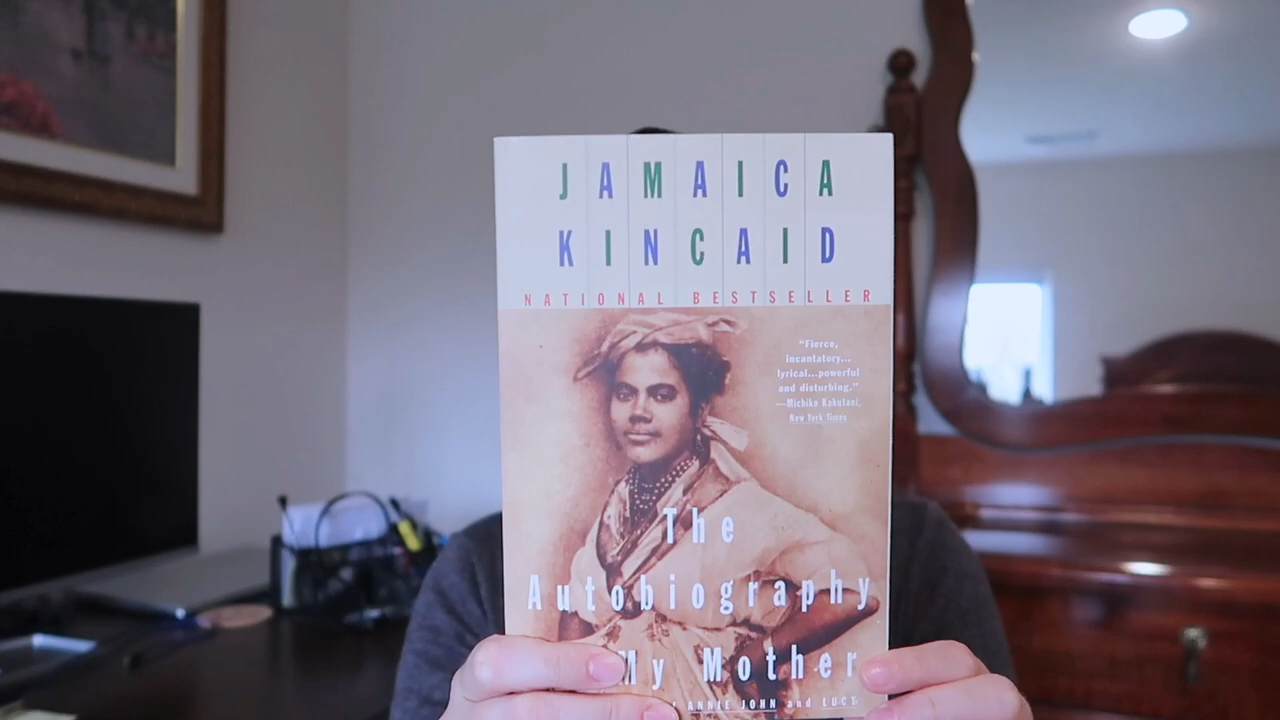 JAMAICA
KINCAID
NATIONAL BESTSELLER
"Fierce,
incantatory...
lyrical...powerful
and disturbing."
—Michiko Kakutani,
New York Times
The
Autobiography
My Mother
ANNIE JOHN and LUCY